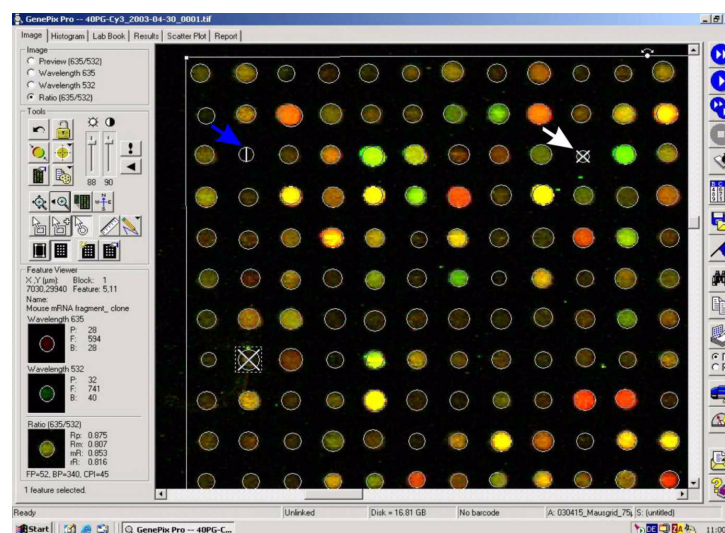 GenePix Pro -- 40PG-Cy3_2003-04-30_0001.tif
Image Histogram Lab Book Results Scatter Plot Report
Image
Preview (635/532)
Wavelength 635
Wavelength 532
Ratio (635/532)
Tools
88 90
Feature Viewer
X ,Y (µm): Block: 1
7030,29940 Feature: 5,11
Name:
Mouse mRNA fragment_ clone
Wavelength 635
P: 28
F: 594
B: 28
Wavelength 532
P: 32
F: 741
B: 40
Ratio (635/532)
Rp: 0.875
Rm: 0.807
mR: 0.853
rR: 0.816
FP=52, BP=340, CPI=45
1 feature selected.
Ready Unlinked Disk = 16.81 GB No barcode A: 030415_Mausgrid_75µ S: (untitled)
Start GenePix Pro -- 40PG-C... DE 11:00